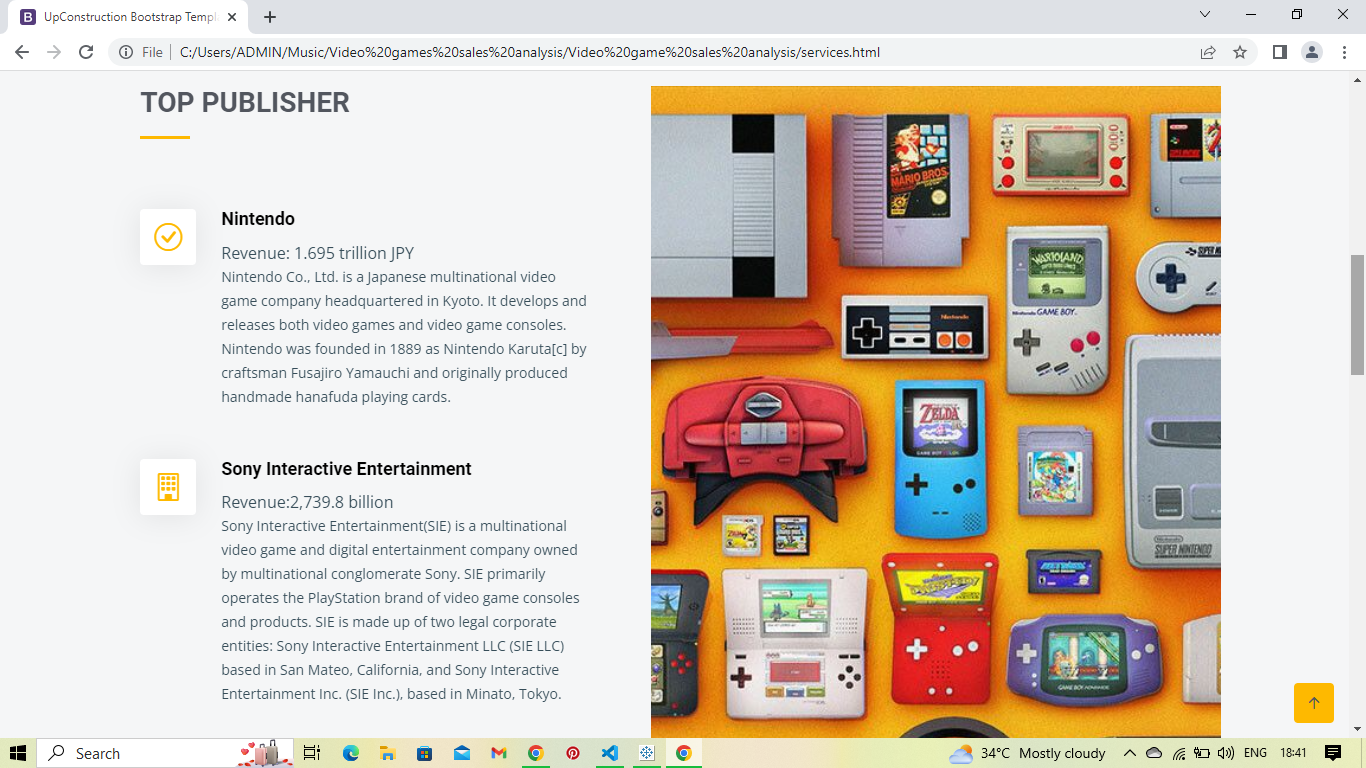 UpConstruction Bootstrap Templ
File
C:/Users/ADMIN/Music/Video%20games%20sales%20analysis/Video%20game%20sales%20analysis/services.html
TOP PUBLISHER
Nintendo
Revenue: 1.695 trillion JPY
Nintendo Co., Ltd. is a Japanese multinational video
game company headquartered in Kyoto. It develops and
releases both video games and video game consoles.
Nintendo was founded in 1889 as Nintendo Karuta[c] by
craftsman Fusajiro Yamauchi and originally produced
handmade hanafuda playing cards.
Sony Interactive Entertainment
Revenue:2,739.8 billion
Sony Interactive Entertainment(SIE) is a multinational
video game and digital entertainment company owned
by multinational conglomerate Sony. SIE primarily
operates the PlayStation brand of video game consoles
and products. SIE is made up of two legal corporate
entities: Sony Interactive Entertainment LLC (SIE LLC)
based in San Mateo, California, and Sony Interactive
Entertainment Inc. (SIE Inc.), based in Minato, Tokyo.
MARIO BROS.
WARIOLAND
Nintendo GAME BOY
Nintendo
SUPER
ZELDA
GAME BOY COLOR
Nintendo
SUPER NINTENDO
GAME BOY ADVANCE
Search
34°C Mostly cloudy
ENG
18:41